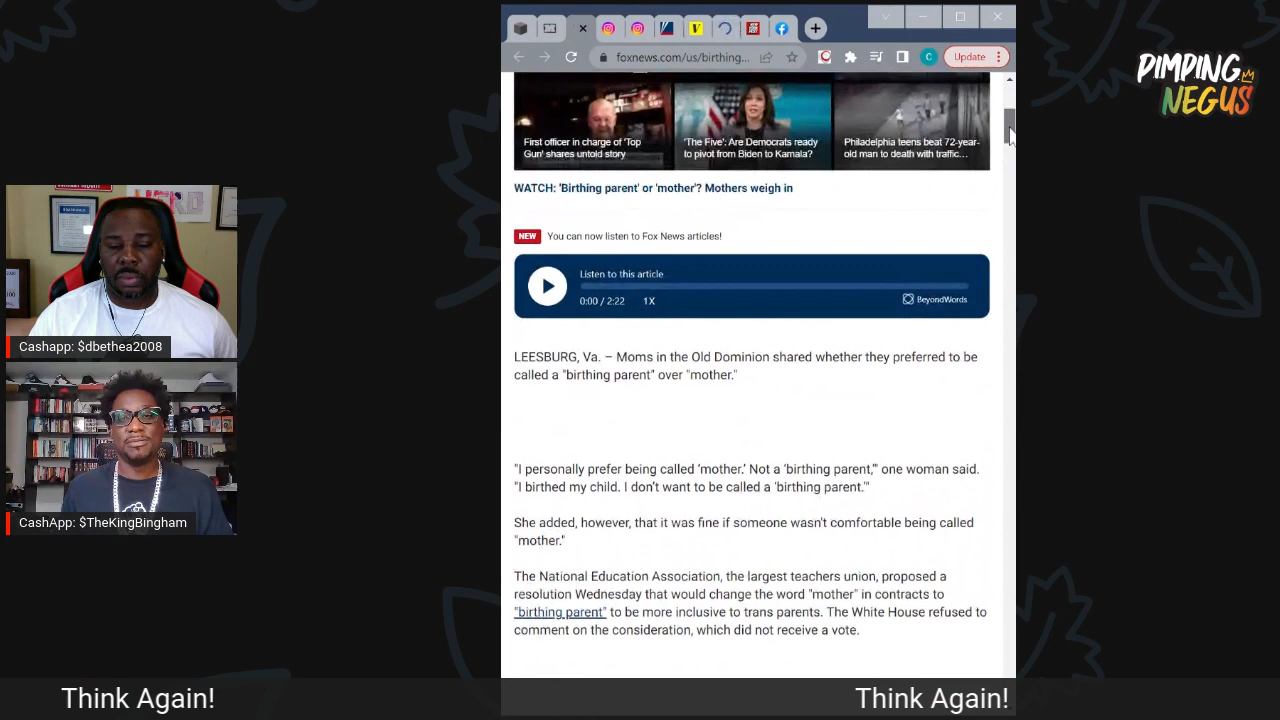 foxnews.com/us/birthing...
C
Update
PIMPING
NEGUS
First officer in charge of 'Top
Gun' shares untold story
'The Five': Are Democrats ready
to pivot from Biden to Kamala?
Philadelphia teens beat 72-year-
old man to death with traffic...
WATCH: 'Birthing parent' or 'mother'? Mothers weigh in
NEW You can now listen to Fox News articles!
Listen to this article
0:00 / 2:22 1X
BeyondWords
Cashapp: $dbethea2008
LEESBURG, Va. – Moms in the Old Dominion shared whether they preferred to be
called a "birthing parent" over "mother."
"I personally prefer being called ‘mother.’ Not a ‘birthing parent,’" one woman said.
"I birthed my child. I don’t want to be called a ‘birthing parent.’"
CashApp: $TheKingBingham
She added, however, that it was fine if someone wasn't comfortable being called
"mother."
The National Education Association, the largest teachers union, proposed a
resolution Wednesday that would change the word "mother" in contracts to
"birthing parent" to be more inclusive to trans parents. The White House refused to
comment on the consideration, which did not receive a vote.
Think Again!
Think Again!